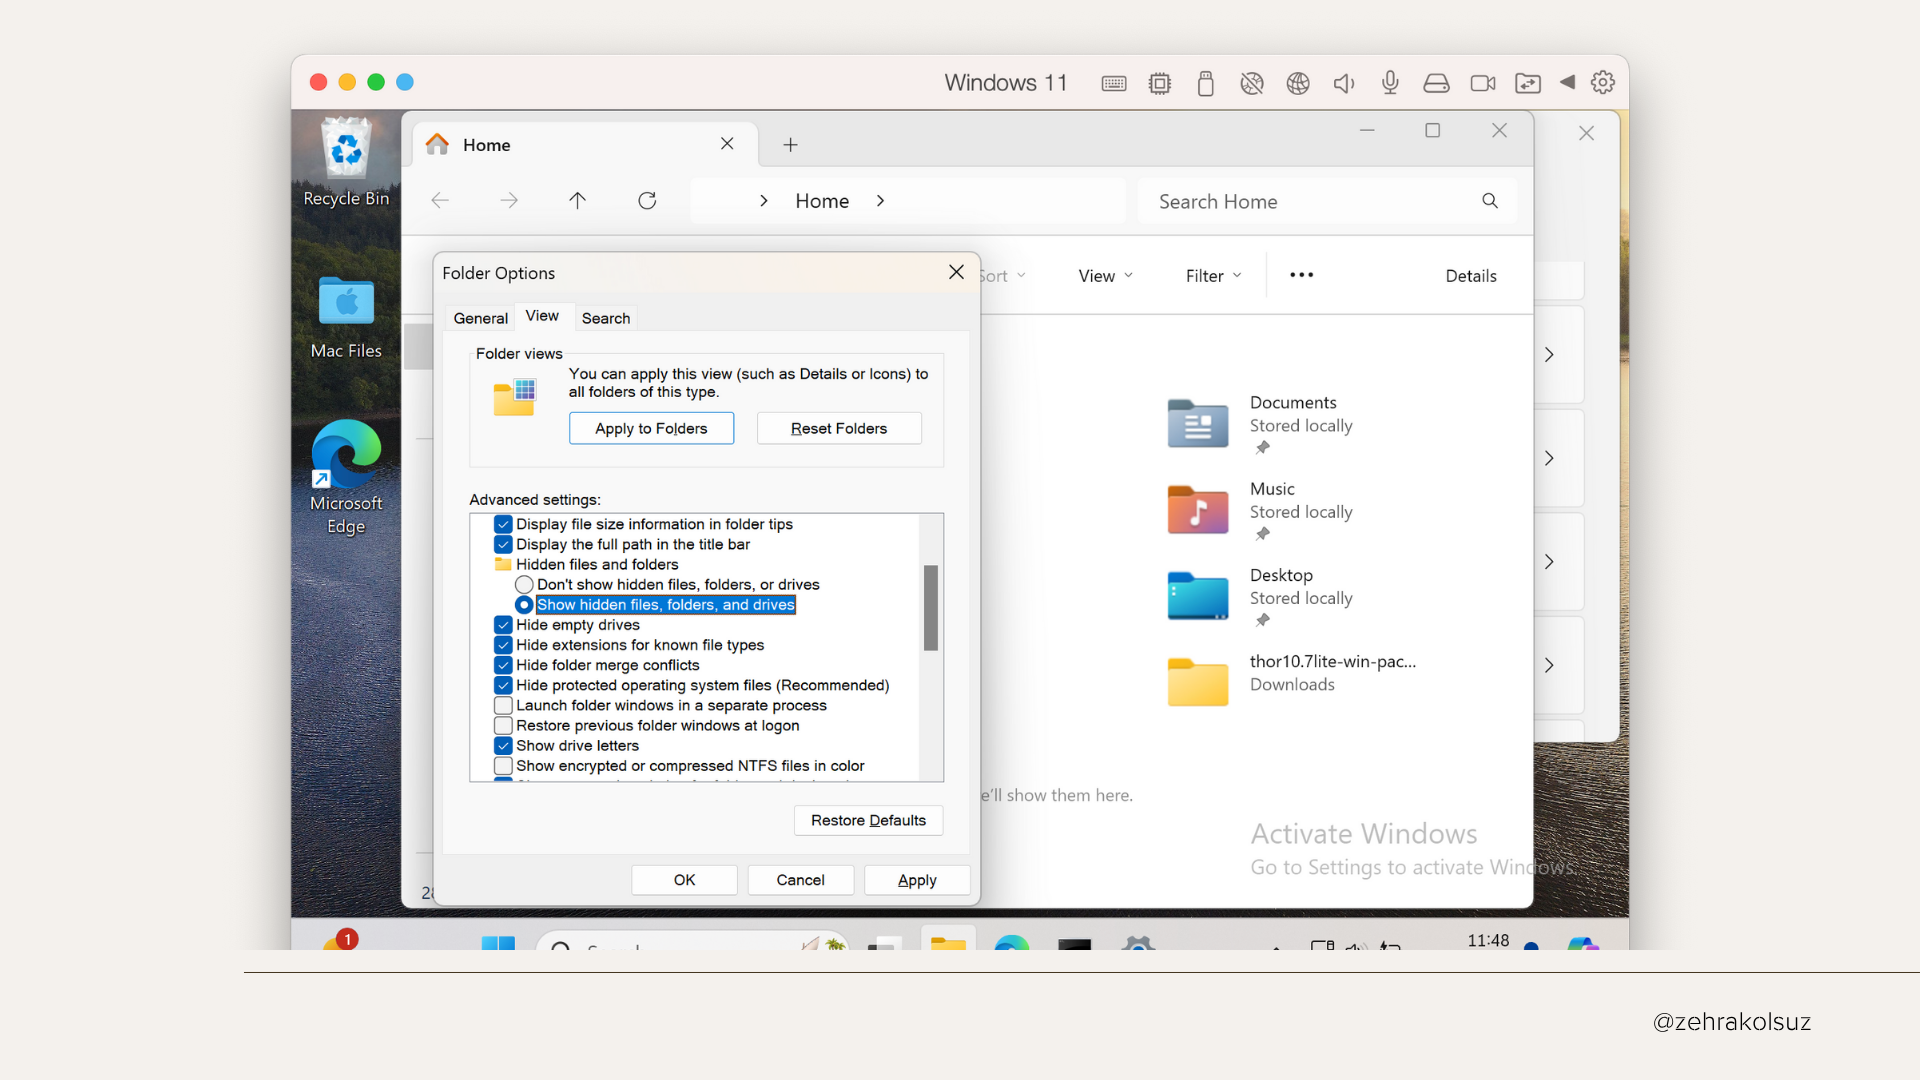 Windows 11
Recycle Bin
Mac Files
Microsoft
Edge
Home
Home
Search Home
Sort
View
Filter
Details
Folder Options
General
View
Search
Folder views
You can apply this view (such as Details or Icons) to
all folders of this type.
Apply to Folders
Reset Folders
Advanced settings:
Display file size information in folder tips
Display the full path in the title bar
Hidden files and folders
Don't show hidden files, folders, or drives
Show hidden files, folders, and drives
Hide empty drives
Hide extensions for known file types
Hide folder merge conflicts
Hide protected operating system files (Recommended)
Launch folder windows in a separate process
Restore previous folder windows at logon
Show drive letters
Show encrypted or compressed NTFS files in color
Restore Defaults
OK
Cancel
Apply
Documents
Stored locally
Music
Stored locally
Desktop
Stored locally
thor10.7lite-win-pac...
Downloads
e'll show them here.
Activate Windows
Go to Settings to activate Windows.
1
11:48
@zehrakolsuz